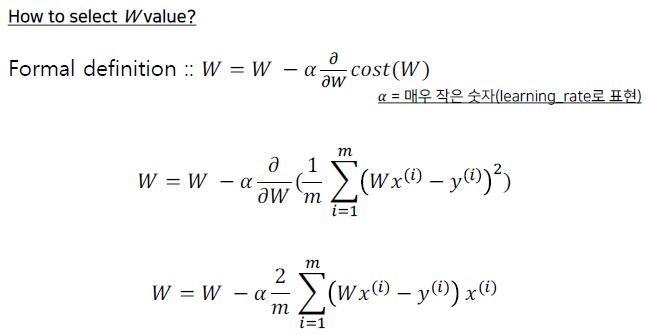 How to select W value?
Formal definition :: W = W − α ∂/∂W cost(W)
α = 매우 작은 숫자(learning_rate로 표현)
W = W − α ∂/∂W (1/m ∑_{i=1}^{m} (Wx^{(i)} − y^{(i)})^2)
W = W − α 2/m ∑_{i=1}^{m} (Wx^{(i)} − y^{(i)}) x^{(i)}